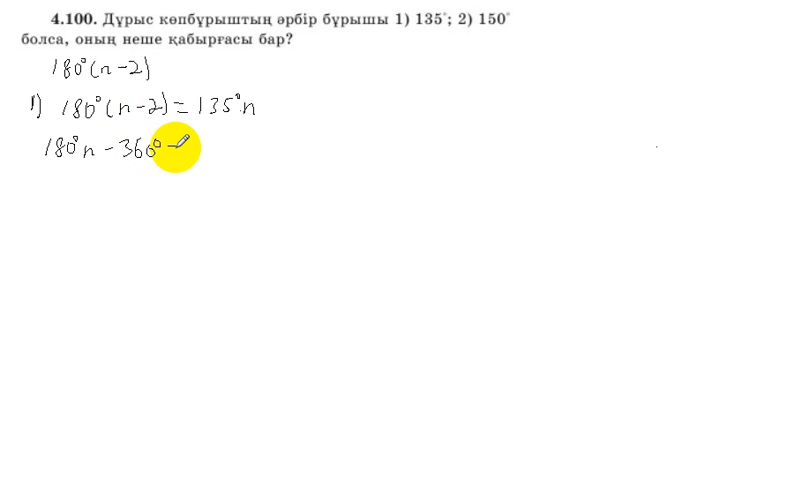 4.100. Дұрыс көпбұрыштың әрбір бұрышы 1) 135°; 2) 150°
болса, оның неше қабырғасы бар?
180°(n-2)
1) 180°(n-2)=135°n
180°n-360°-